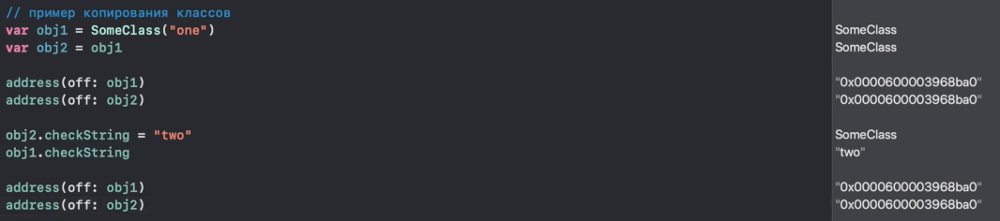 // пример копирования классов
var obj1 = SomeClass("one") SomeClass
var obj2 = obj1 SomeClass
address(off: obj1) "0x0000600003968ba0"
address(off: obj2) "0x0000600003968ba0"
obj2.checkString = "two" SomeClass
obj1.checkString "two"
address(off: obj1) "0x0000600003968ba0"
address(off: obj2) "0x0000600003968ba0"